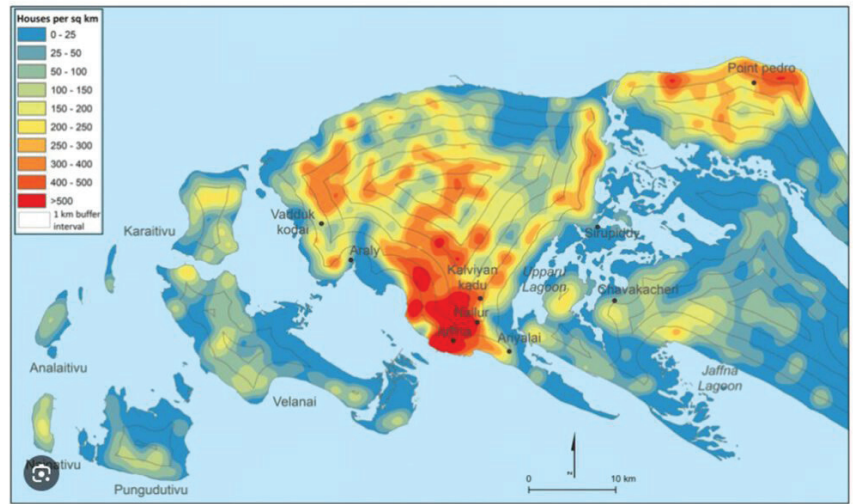 Houses per sq km
0 - 25
25 - 50
50 - 100
100 - 150
150 - 200
200 - 250
250 - 300
300 - 400
400 - 500
>500
1 km buffer
interval
Point pedro
Karaitivu
Vadduk
kodai
Araly
Sirupiddy
Kalviyan
kadu
Upparu
Lagoon
Chavakacheri
Nallur
Jaffna
Ariyalai
Analaitivu
Jaffna
Lagoon
Velanai
Pungudutivu
N
0
10 km